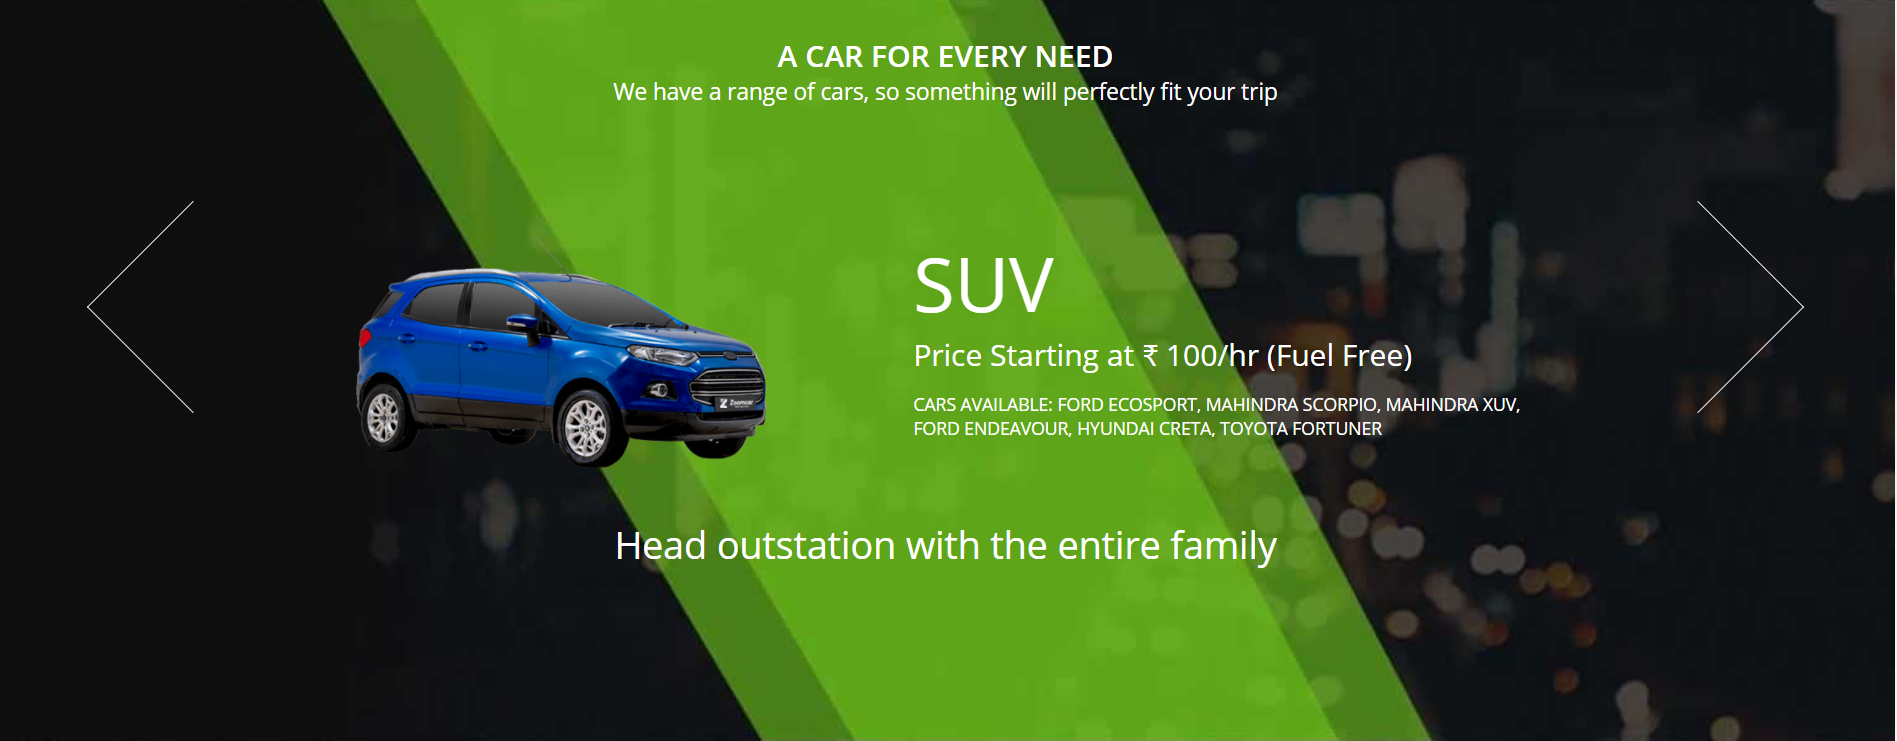 A CAR FOR EVERY NEED
We have a range of cars, so something will perfectly fit your trip
SUV
Price Starting at ₹ 100/hr (Fuel Free)
CARS AVAILABLE: FORD ECOSPORT, MAHINDRA SCORPIO, MAHINDRA XUV,
FORD ENDEAVOUR, HYUNDAI CRETA, TOYOTA FORTUNER
Zoomcar
Head outstation with the entire family